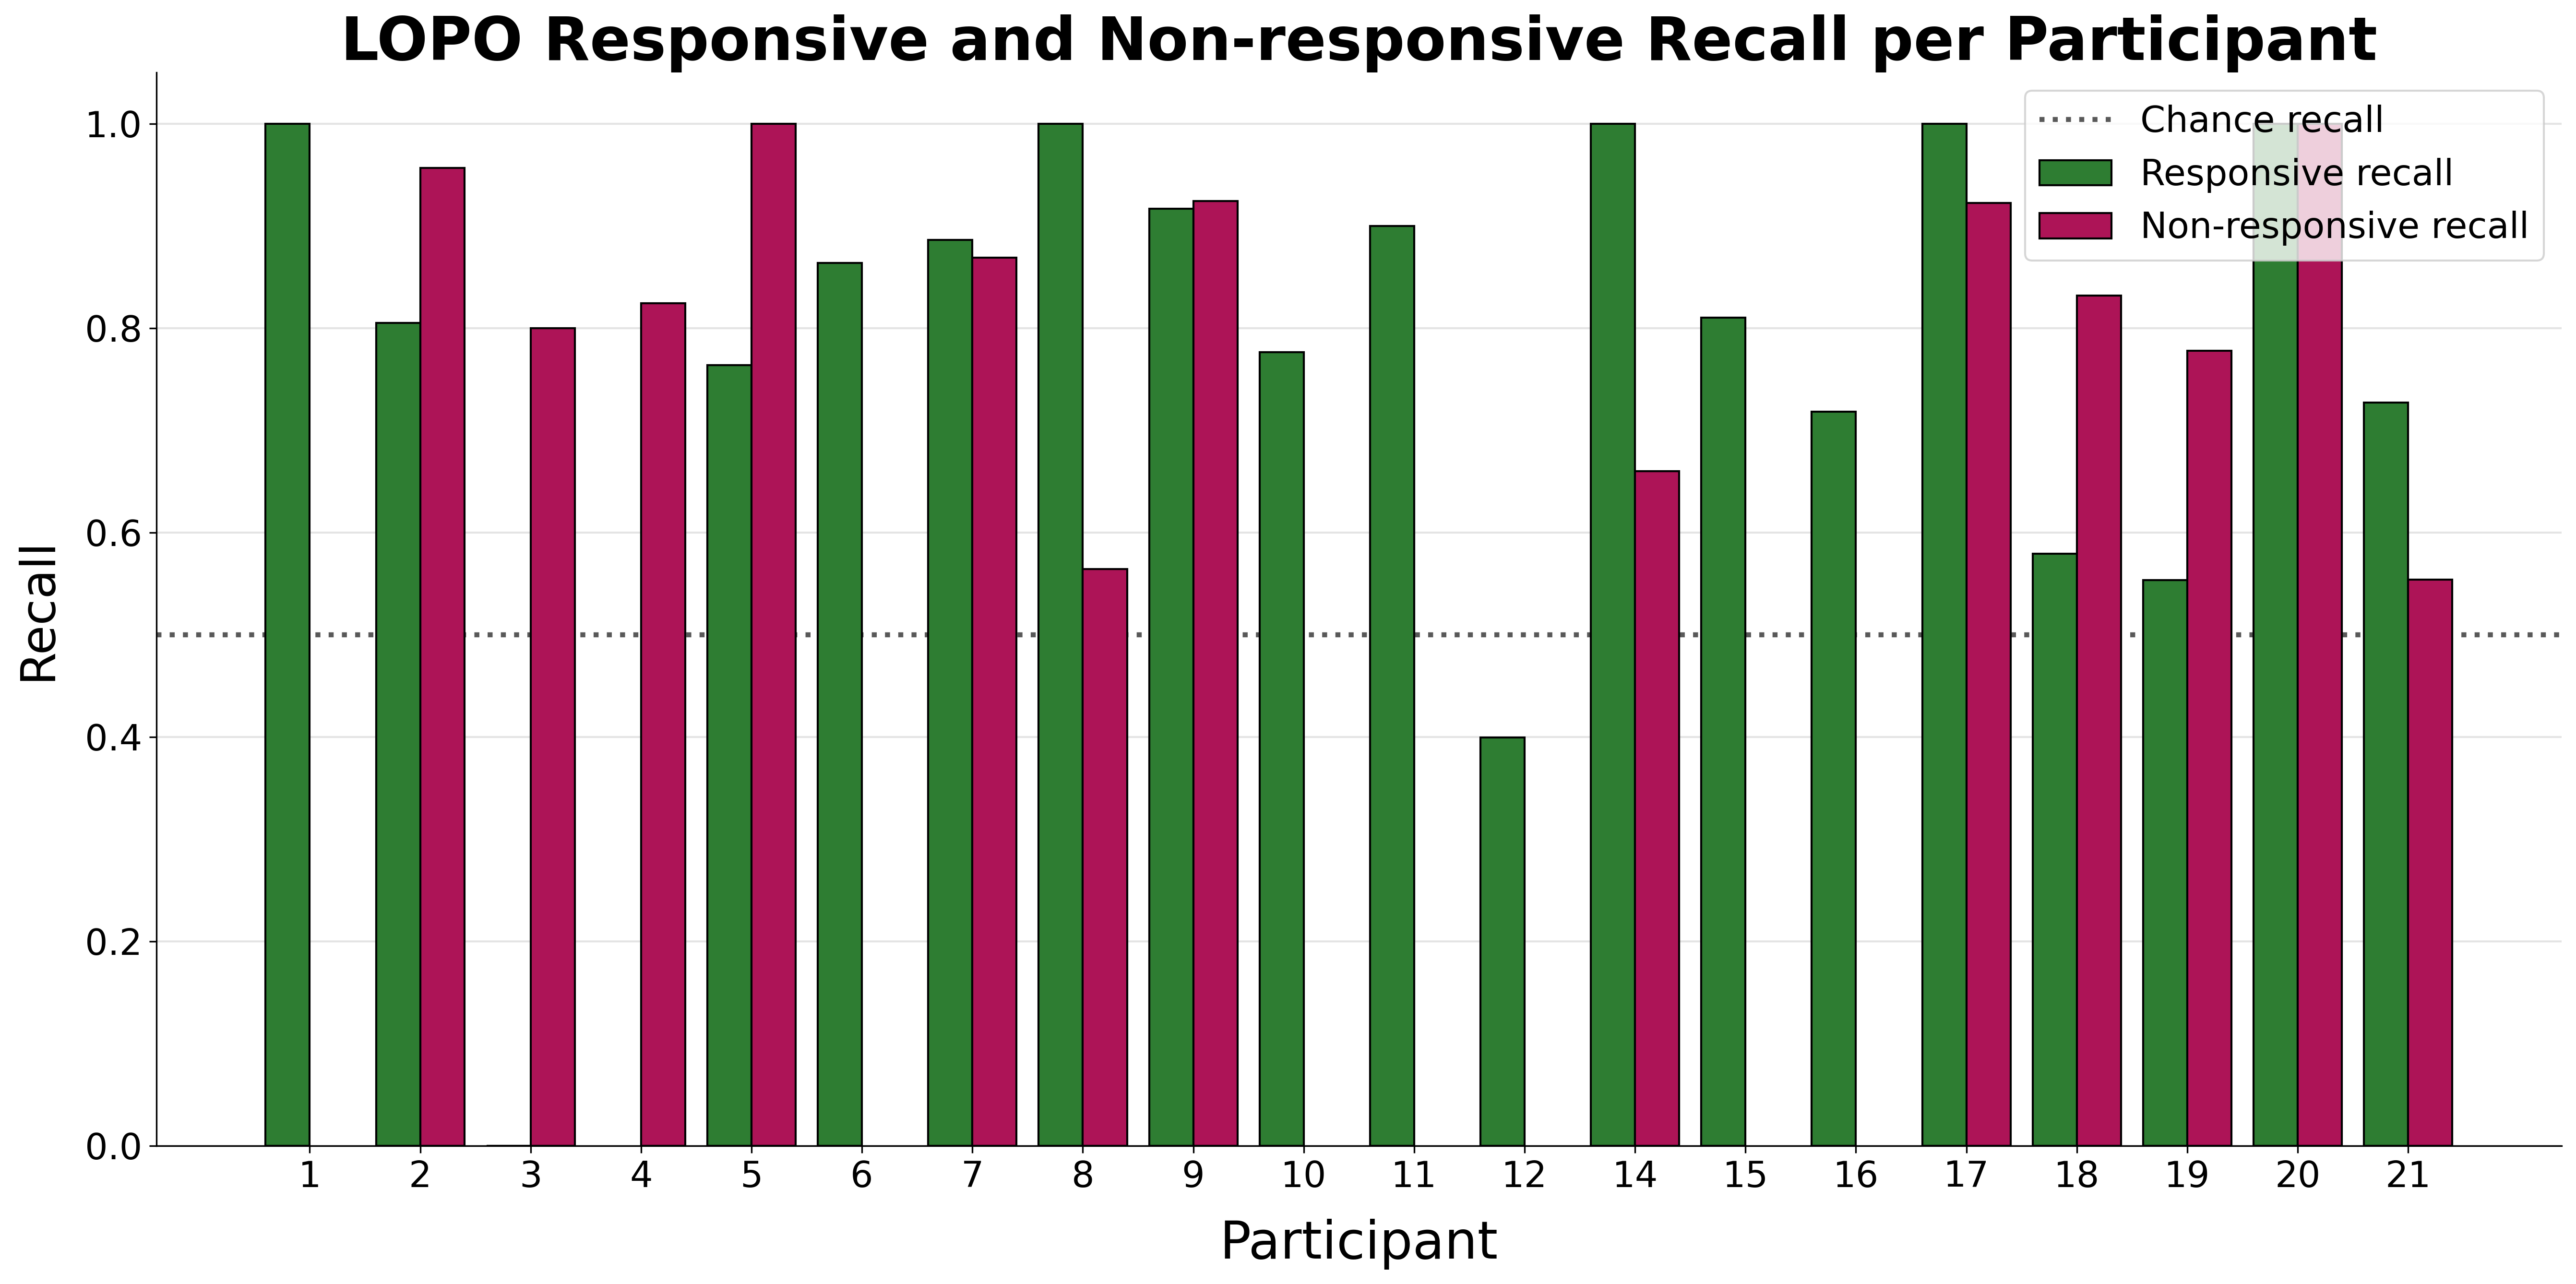 LOPO Responsive and Non-responsive Recall per Participant
Chance recall
Responsive recall
Non-responsive recall
1.0
0.8
0.6
0.4
0.2
0.0
Recall
1 2 3 4 5 6 7 8 9 10 11 12 14 15 16 17 18 19 20 21
Participant